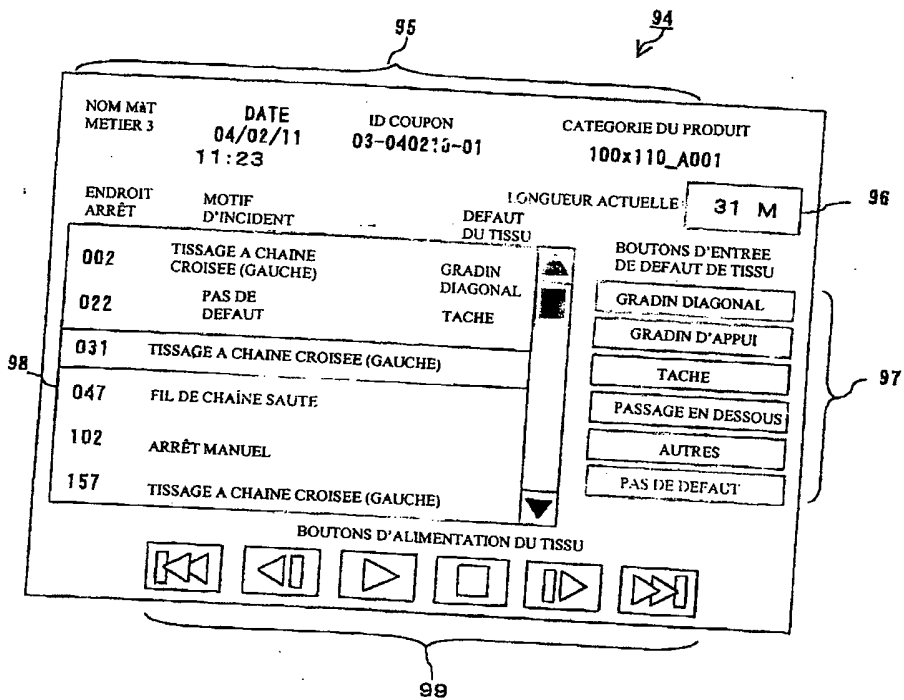 94
95
NOM MàT DATE ID COUPON CATEGORIE DU PRODUIT
METIER 3 04/02/11 100x110_A001
11:23
LONGUEUR ACTUELLE: 31 M
96
ENDROIT MOTIF DEFAUT
ARRÊT D'INCIDENT DU TISSU
002 TISSAGE A CHAINE GRADIN
CROISEE (GAUCHE) DIAGONAL
022 PAS DE TACHE
DEFAUT
031 TISSAGE A CHAINE CROISEE (GAUCHE)
047 FIL DE CHAÎNE SAUTE
102 ARRÊT MANUEL
157 TISSAGE A CHAINE CROISEE (GAUCHE)
98
BOUTONS D'ENTREE
DE DEFAUT DE TISSU
GRADIN DIAGONAL
GRADIN D'APPUI
TACHE
PASSAGE EN DESSOUS
AUTRES
PAS DE DEFAUT
97
BOUTONS D'ALIMENTATION DU TISSU
99